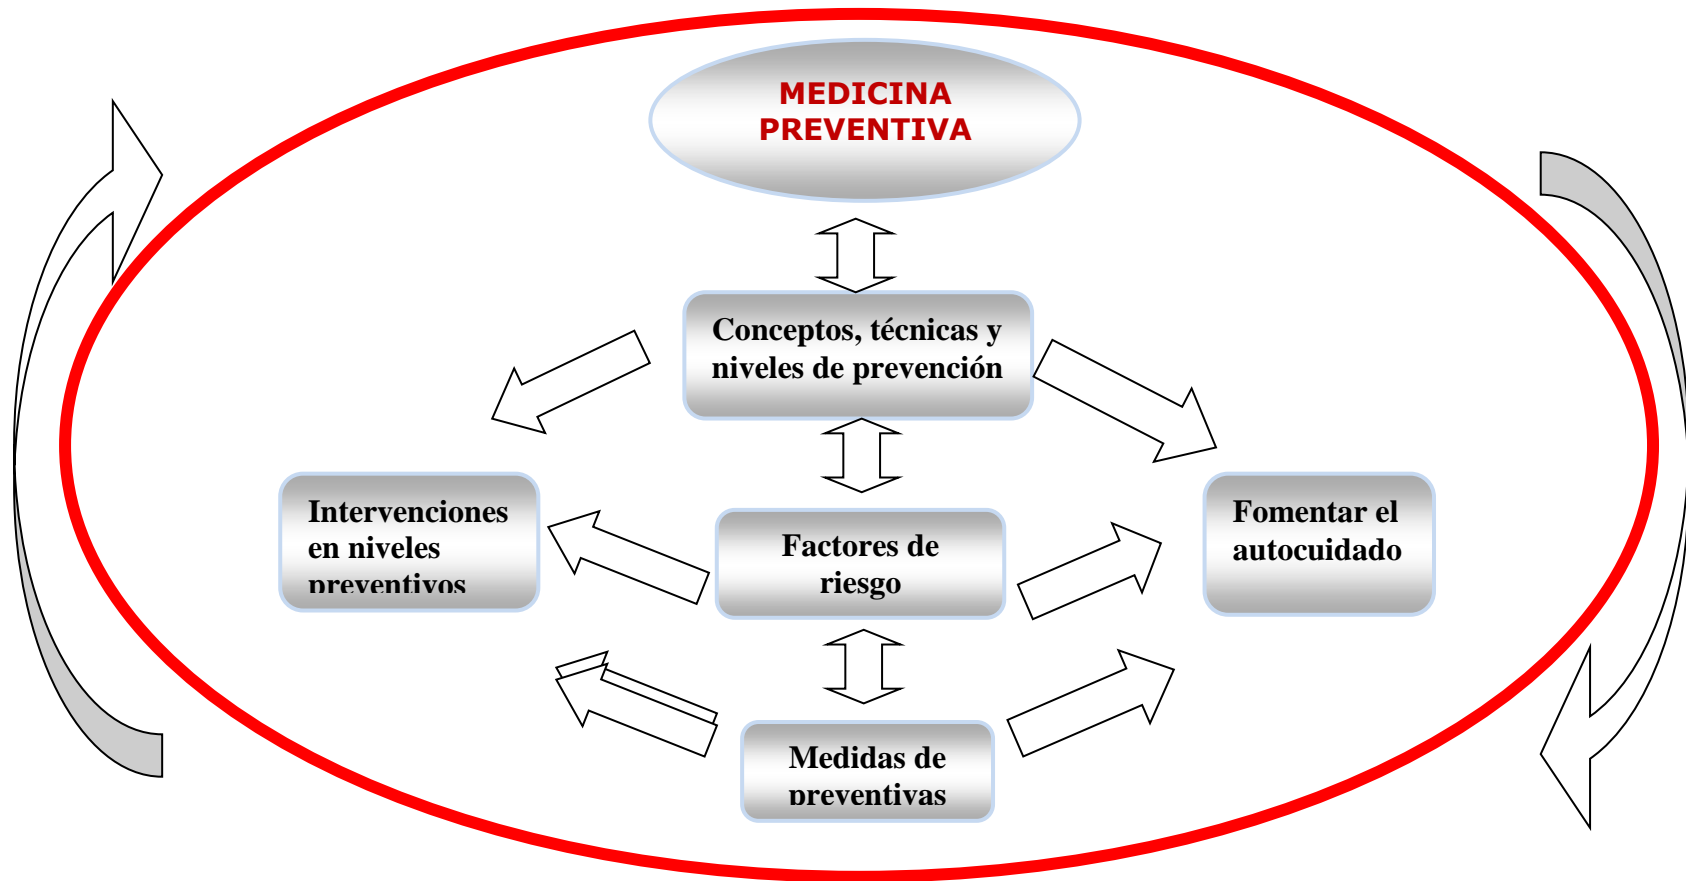 MEDICINA
PREVENTIVA
Conceptos, técnicas y
niveles de prevención
Intervenciones
en niveles
preventivos
Factores de
riesgo
Fomentar el
autocuidado
Medidas de
preventivas